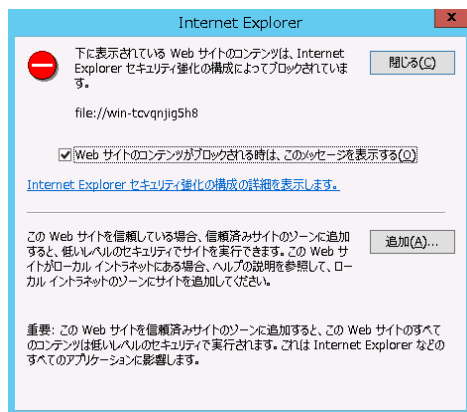 Internet Explorer
x
下に表示されている Web サイトのコンテンツは、Internet
Explorer セキュリティ強化の構成によってブロックされていま
す。
閉じる(C)
file://win-tcvqnjig5h8
Web サイトのコンテンツがブロックされる時は、このメッセージを表示する(O)
Internet Explorer セキュリティ強化の構成の詳細を表示します。
この Web サイトを信頼している場合、信頼済みサイトのゾーンに追加
すると、低いレベルのセキュリティでサイトを実行できます。この Web サ
イトがローカル イントラネットにある場合、ヘルプの説明を参照して、ロー
カル イントラネットのゾーンにサイトを追加してください。
追加(A)...
重要: この Web サイトを信頼済みサイトのゾーンに追加すると、この Web サイトのすべて
のコンテンツは低いレベルのセキュリティで実行されます。これは Internet Explorer などの
すべてのアプリケーションに影響します。